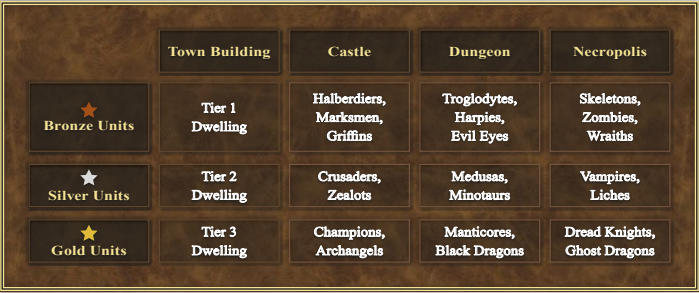 Town Building
Castle
Dungeon
Necropolis
Bronze Units
Tier 1
Dwelling
Halberdiers,
Marksmen,
Griffins
Troglodytes,
Harpies,
Evil Eyes
Skeletons,
Zombies,
Wraiths
Silver Units
Tier 2
Dwelling
Crusaders,
Zealots
Medusas,
Minotaurs
Vampires,
Liches
Gold Units
Tier 3
Dwelling
Champions,
Archangels
Manticores,
Black Dragons
Dread Knights,
Ghost Dragons